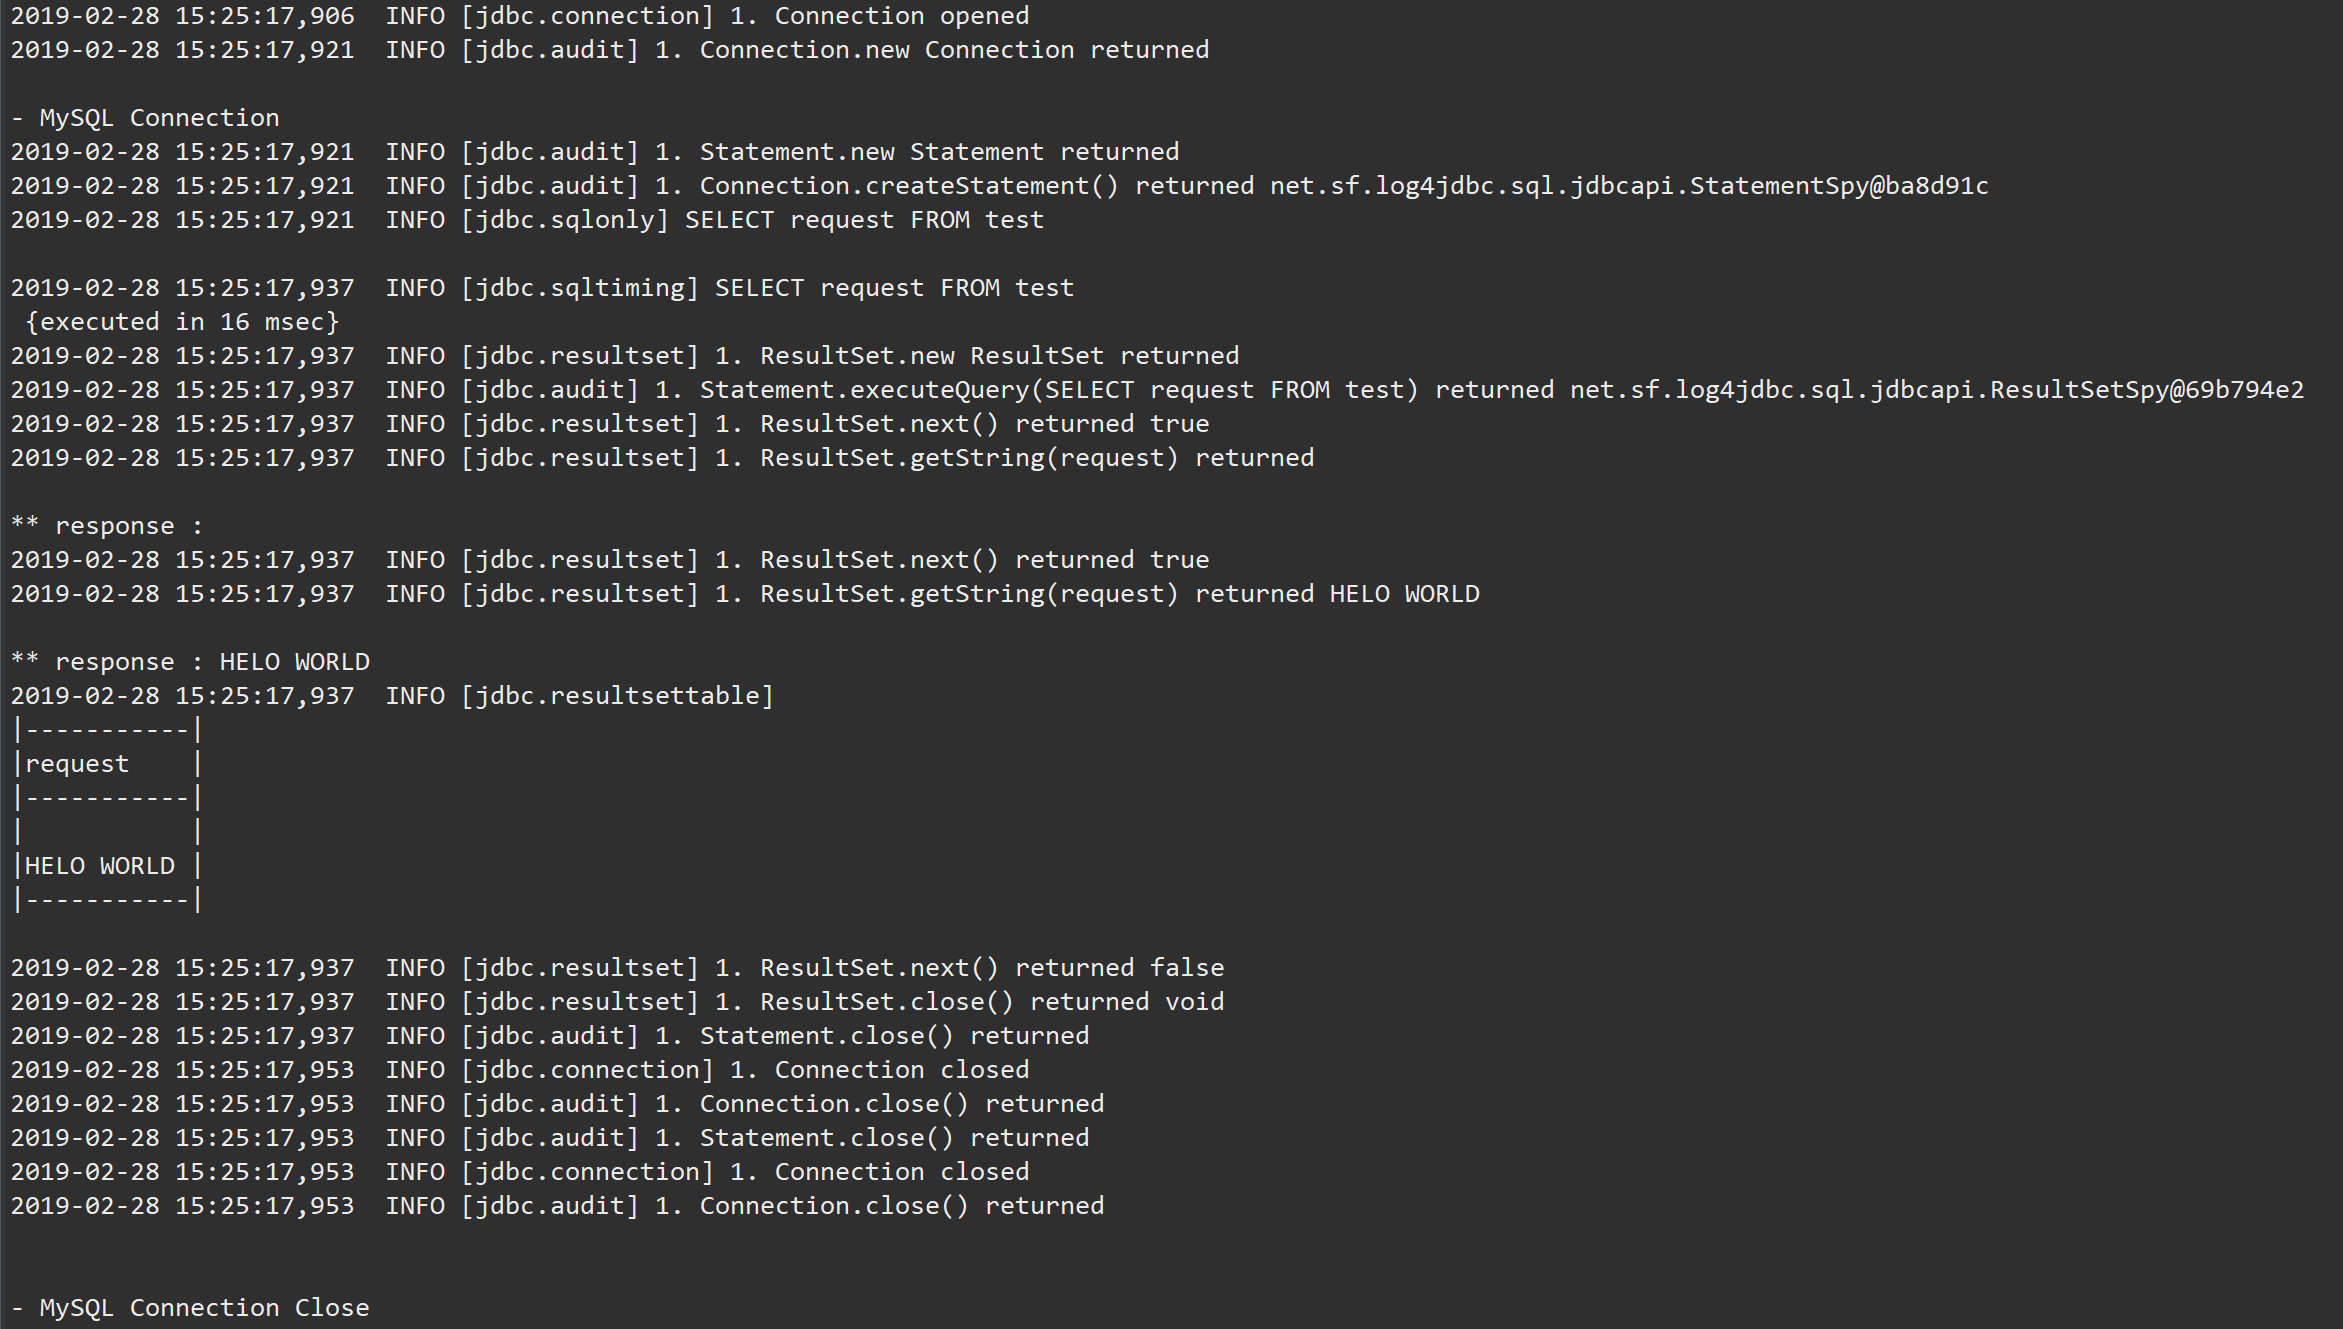 2019-02-28 15:25:17,906  INFO [jdbc.connection] 1. Connection opened
2019-02-28 15:25:17,921  INFO [jdbc.audit] 1. Connection.new Connection returned
- MySQL Connection
2019-02-28 15:25:17,921  INFO [jdbc.audit] 1. Statement.new Statement returned
2019-02-28 15:25:17,921  INFO [jdbc.audit] 1. Connection.createStatement() returned net.sf.log4jdbc.sql.jdbcapi.StatementSpy@ba8d91c
2019-02-28 15:25:17,921  INFO [jdbc.sqlonly] SELECT request FROM test
2019-02-28 15:25:17,937  INFO [jdbc.sqltiming] SELECT request FROM test
 {executed in 16 msec}
2019-02-28 15:25:17,937  INFO [jdbc.resultset] 1. ResultSet.new ResultSet returned
2019-02-28 15:25:17,937  INFO [jdbc.audit] 1. Statement.executeQuery(SELECT request FROM test) returned net.sf.log4jdbc.sql.jdbcapi.ResultSetSpy@69b794e2
2019-02-28 15:25:17,937  INFO [jdbc.resultset] 1. ResultSet.next() returned true
2019-02-28 15:25:17,937  INFO [jdbc.resultset] 1. ResultSet.getString(request) returned
** response :
2019-02-28 15:25:17,937  INFO [jdbc.resultset] 1. ResultSet.next() returned true
2019-02-28 15:25:17,937  INFO [jdbc.resultset] 1. ResultSet.getString(request) returned HELO WORLD
** response : HELO WORLD
2019-02-28 15:25:17,937  INFO [jdbc.resultsettable]
|-----------|
|request    |
|-----------|
|           |
|HELO WORLD |
|-----------|
2019-02-28 15:25:17,937  INFO [jdbc.resultset] 1. ResultSet.next() returned false
2019-02-28 15:25:17,937  INFO [jdbc.resultset] 1. ResultSet.close() returned void
2019-02-28 15:25:17,937  INFO [jdbc.audit] 1. Statement.close() returned
2019-02-28 15:25:17,953  INFO [jdbc.connection] 1. Connection closed
2019-02-28 15:25:17,953  INFO [jdbc.audit] 1. Connection.close() returned
2019-02-28 15:25:17,953  INFO [jdbc.audit] 1. Statement.close() returned
2019-02-28 15:25:17,953  INFO [jdbc.connection] 1. Connection closed
2019-02-28 15:25:17,953  INFO [jdbc.audit] 1. Connection.close() returned
- MySQL Connection Close